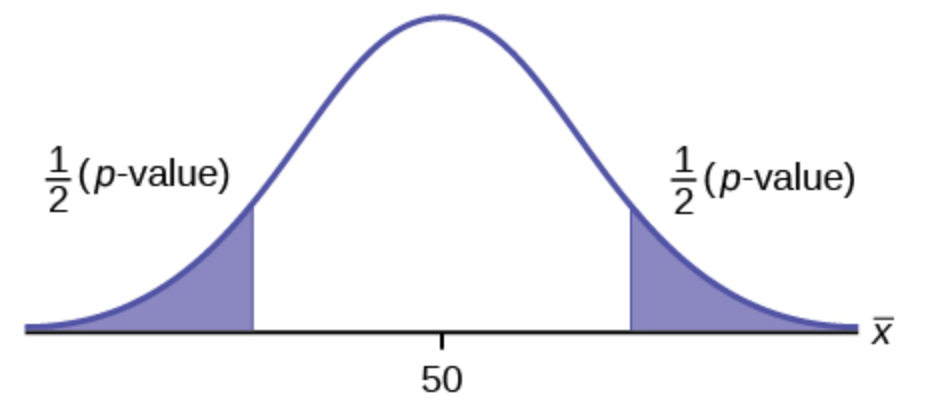 1/2 (p-value)
1/2 (p-value)
x̄
50